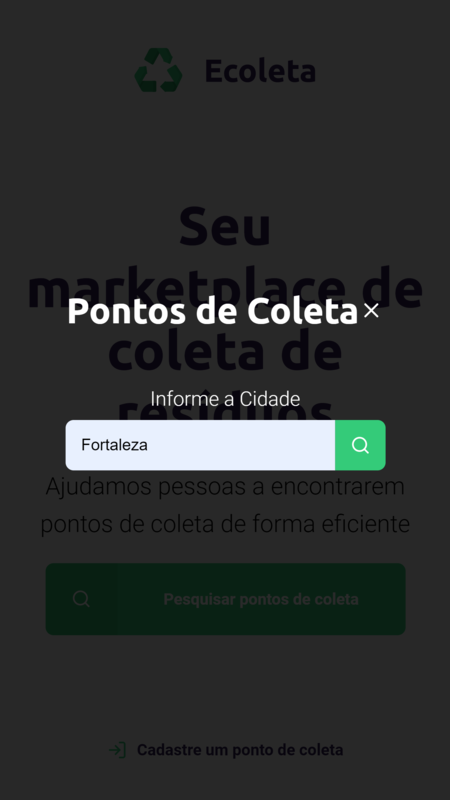 Ecoleta
Seu
marketplace de
Pontos de Coleta
coleta de
resíduos
Informe a Cidade
Fortaleza
Ajudamos pessoas a encontrarem
pontos de coleta de forma eficiente
Pesquisar pontos de coleta
Cadastre um ponto de coleta